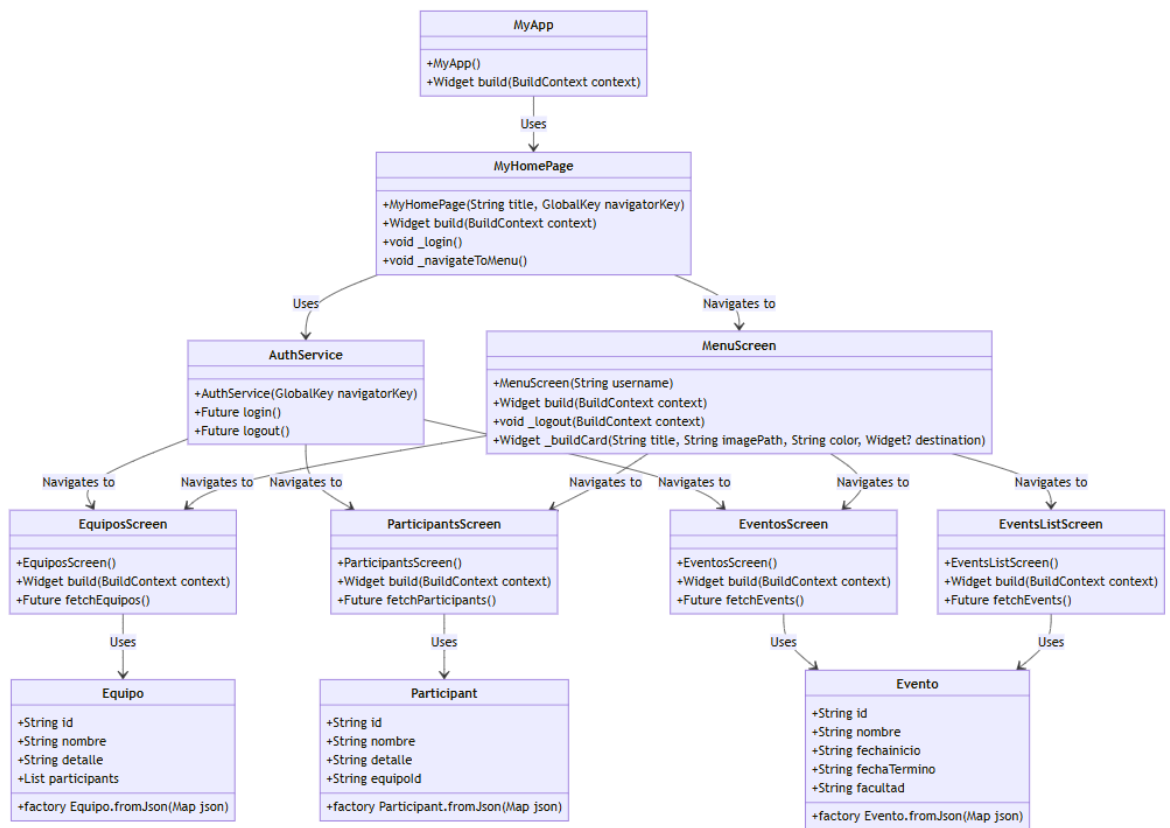 MyApp
+MyApp()
+Widget build(BuildContext context)
Uses
MyHomePage
+MyHomePage(String title, GlobalKey navigatorKey)
+Widget build(BuildContext context)
+void _login()
+void _navigateToMenu()
Uses
Navigates to
AuthService
+AuthService(GlobalKey navigatorKey)
+Future login()
+Future logout()
MenuScreen
+MenuScreen(String username)
+Widget build(BuildContext context)
+void _logout(BuildContext context)
+Widget _buildCard(String title, String imagePath, String color, Widget? destination)
Navigates to
Navigates to
Navigates to
Navigates to
Navigates to
Navigates to
Navigates to
EquiposScreen
+EquiposScreen()
+Widget build(BuildContext context)
+Future fetchEquipos()
ParticipantsScreen
+ParticipantsScreen()
+Widget build(BuildContext context)
+Future fetchParticipants()
EventosScreen
+EventosScreen()
+Widget build(BuildContext context)
+Future fetchEvents()
EventsListScreen
+EventsListScreen()
+Widget build(BuildContext context)
+Future fetchEvents()
Uses
Uses
Uses
Uses
Equipo
+String id
+String nombre
+String detalle
+List participants
+factory Equipo.fromJson(Map json)
Participant
+String id
+String nombre
+String detalle
+String equipoId
+factory Participant.fromJson(Map json)
Evento
+String id
+String nombre
+String fechainicio
+String fechaTermino
+String facultad
+factory Evento.fromJson(Map json)